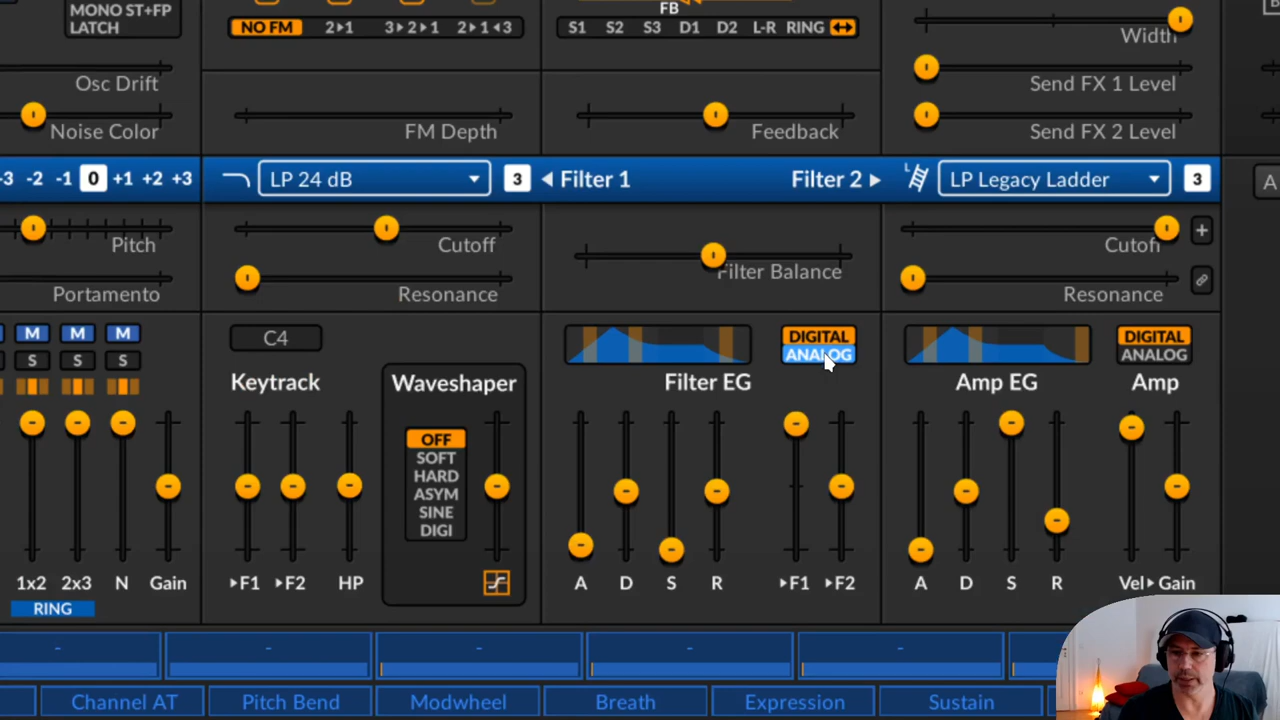 MONO ST+FP
LATCH
Osc Drift
Noise Color
NO FM 2▸1 3▸2▸1 2▸1◂3
FM Depth
FB
S1 S2 S3 D1 D2 L-R RING
Feedback
Width
Send FX 1 Level
Send FX 2 Level
-3 -2 -1 0 +1 +2 +3
LP 24 dB
3
Filter 1
Filter 2
LP Legacy Ladder
3
A
Pitch
Portamento
Cutoff
Resonance
Filter Balance
Cutoff
Resonance
M M M
S S S
C4
Keytrack
Waveshaper
OFF
SOFT
HARD
ASYM
SINE
DIGI
DIGITAL
ANALOG
Filter EG
DIGITAL
ANALOG
Amp EG
Amp
1x2 2x3 N Gain
RING
▸F1 ▸F2 HP
A D S R
▸F1 ▸F2
A D S R
Vel▸Gain
- - - - -
Channel AT
Pitch Bend
Modwheel
Breath
Expression
Sustain